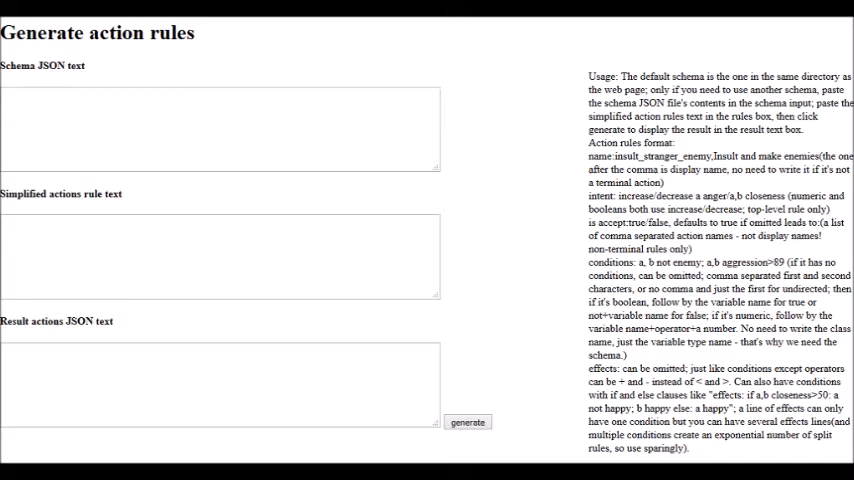 Generate action rules
Schema JSON text
Simplified actions rule text
Result actions JSON text
generate
Usage: The default schema is the one in the same directory as
the web page; only if you need to use another schema, paste
the schema JSON file's contents in the schema input; paste the
simplified action rules text in the rules box, then click
generate to display the result in the result text box.
Action rules format:
name:insult_stranger_enemy,Insult and make enemies(the one
after the comma is display name, no need to write it if it's not
a terminal action)
intent: increase/decrease a anger/a,b closeness (numeric and
booleans both use increase/decrease; top-level rule only)
is accept:true/false, defaults to true if omitted leads to:(a list
of comma separated action names - not display names!
non-terminal rules only)
conditions: a, b not enemy; a,b aggression>89 (if it has no
conditions, can be omitted; comma separated first and second
characters, or no comma and just the first for undirected; then
if it's boolean, follow by the variable name for true or
not+variable name for false; if it's numeric, follow by the
variable name+operator+a number. No need to write the class
name, just the variable type name - that's why we need the
schema.)
effects: can be omitted; just like conditions except operators
can be + and - instead of < and >. Can also have conditions
with if and else clauses like "effects: if a,b closeness>50: a
not happy; b happy else: a happy"; a line of effects can only
have one condition but you can have several effects lines(and
multiple conditions create an exponential number of split
rules, so use sparingly).